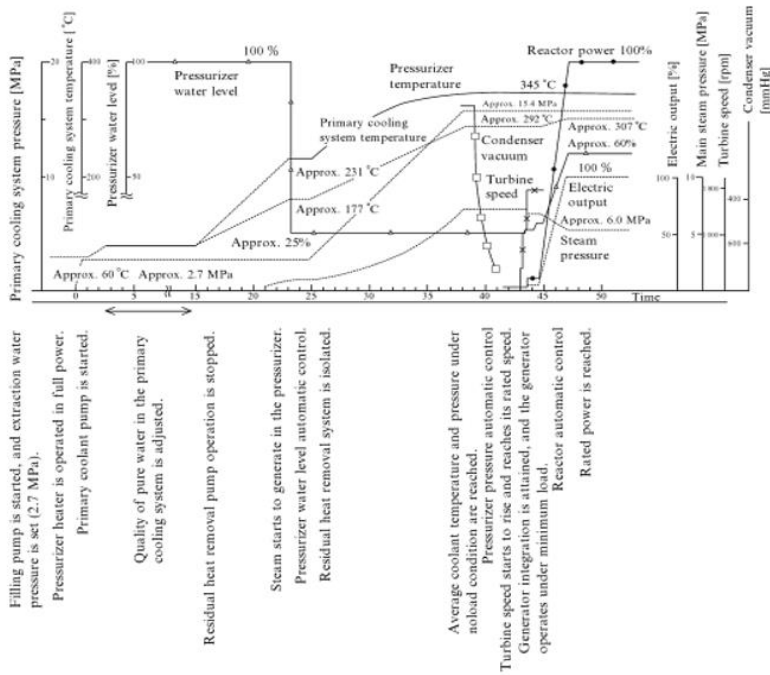 Primary cooling system pressure [MPa]
Primary cooling system temperature [°C]
Pressurizer water level [%]
20
10
400
200
100
50
100 %
Pressurizer
water level
Pressurizer
temperature
345 °C
Reactor power 100%
Approx. 15.4 MPa
Approx. 292 °C
Primary cooling
system temperature
Approx. 307 °C
Approx. 60%
Condenser
vacuum
Turbine
speed
100 %
Electric
output
Approx. 231 °C
Approx. 177 °C
Approx. 6.0 MPa
Steam
pressure
Approx. 25%
Approx. 60 °C
Approx. 2.7 MPa
Electric output [%]
Main steam pressure [MPa]
Turbine speed [rpm]
Condenser vacuum
[mmHg]
100
50
10
5
400
600
0
5
15
20
25
30
35
40
45
50
Time
Filling pump is started, and extraction water
pressure is set (2.7 MPa).
Pressurizer heater is operated in full power.
Primary coolant pump is started.
Quality of pure water in the primary
cooling system is adjusted.
Residual heat removal pump operation is stopped.
Steam starts to generate in the pressurizer.
Pressurizer water level automatic control.
Residual heat removal system is isolated.
Average coolant temperature and pressure under
noload condition are reached.
Pressurizer pressure automatic control
Turbine speed starts to rise and reaches its rated speed.
Generator integration is attained, and the generator
operates under minimum load.
Reactor automatic control
Rated power is reached.